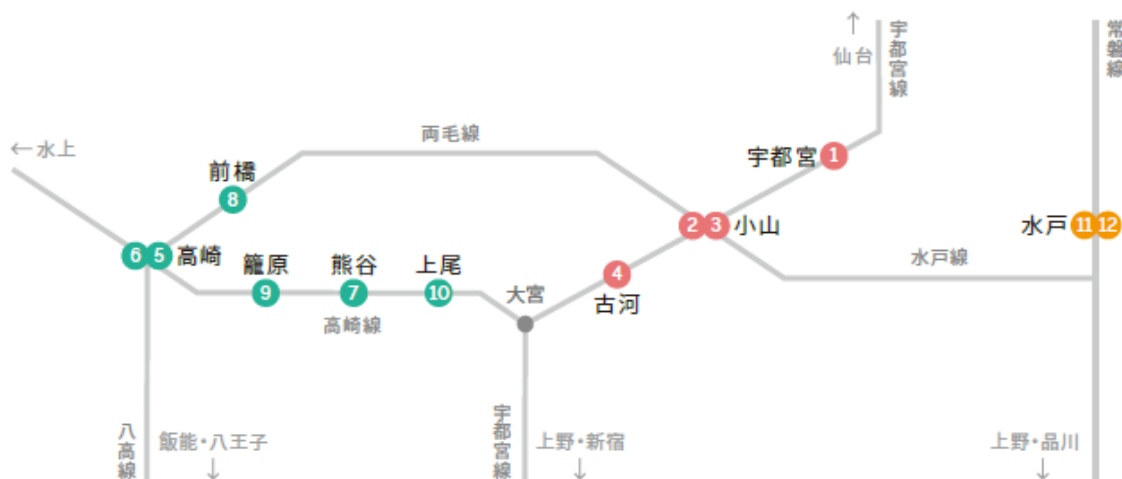 ↑
仙台
宇都宮線
常磐線
両毛線
←水上
宇都宮 1
前橋
8
2 3 小山
水戸 11 12
6 5 高崎
籠原
熊谷
上尾
水戸線
4
古河
9
7
10
大宮
高崎線
八高線
飯能・八王子
↓
宇都宮線
上野・新宿
↓
上野・品川
↓